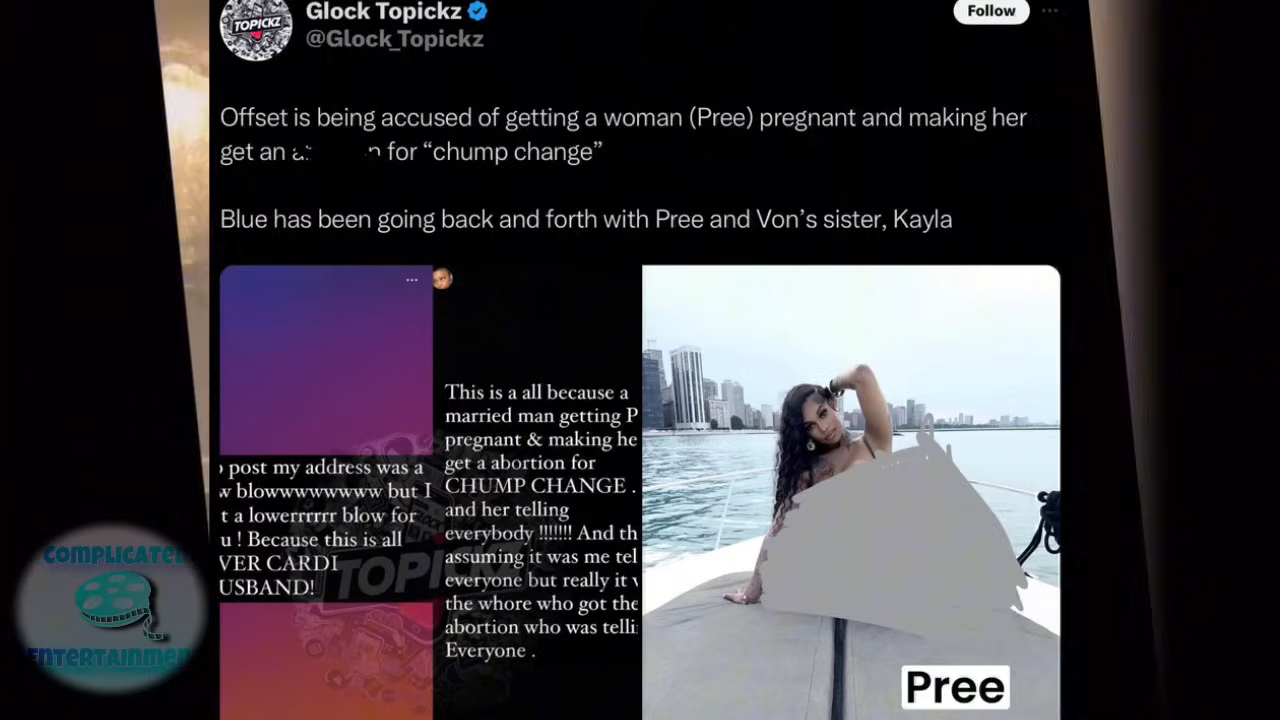 TOPICKZ
Glock Topickz
@Glock_Topickz
Follow
Offset is being accused of getting a woman (Pree) pregnant and making her
get an for “chump change”
Blue has been going back and forth with Pree and Von’s sister, Kayla
post my address was a
blowwwwwwwww but I
a lowerrrrr blow for
! Because this is all
CARDI
This is a all because a
married man getting P
pregnant & making he
get a abortion for
CHUMP CHANGE .
and her telling
everybody !!!!!!! And th
assuming it was me tel
everyone but really it
the whore who got the
abortion who was telli
Everyone .
TOPICKZ
Pree
COMPLICATED
ENTERTAINMEN